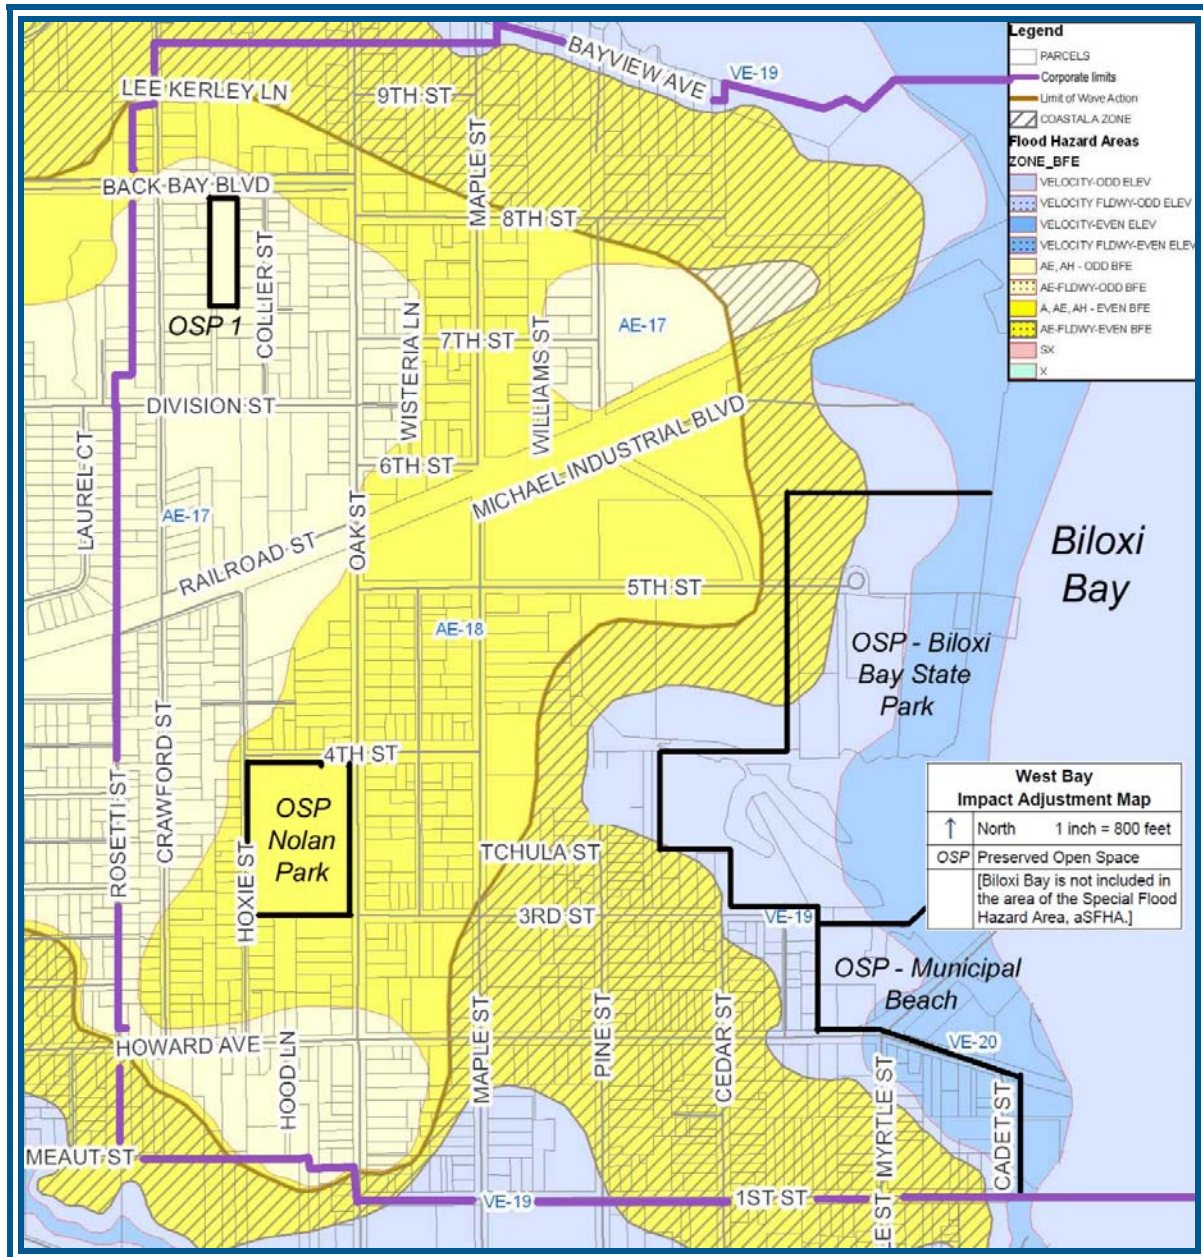 Legend
PARCELS
Corporate limits
Limit of Wave Action
COASTAL A ZONE
Flood Hazard Areas
ZONE_BFE
VELOCITY-ODD ELEV
VELOCITY FLDWY-ODD ELEV
VELOCITY-EVEN ELEV
VELOCITY FLDWY-EVEN ELEV
AE, AH - ODD BFE
AE-FLDWY-ODD BFE
A, AE, AH - EVEN BFE
AE-FLDWY-EVEN BFE
SX
X
BAYVIEW AVE
VE-19
LEE KERLEY LN
9TH ST
MAPLE ST
BACK BAY BLVD
8TH ST
COLLIER ST
OSP 1
WISTERIA LN
7TH ST
WILLIAMS ST
AE-17
DIVISION ST
LAUREL CT
6TH ST
MICHAEL INDUSTRIAL BLVD
AE-17
OAK ST
RAILROAD ST
Biloxi
Bay
5TH ST
AE-18
OSP - Biloxi
Bay State
Park
ROSETTI ST
CRAWFORD ST
4TH ST
OSP
Nolan
Park
HOXIE ST
TCHULA ST
3RD ST
VE-19
West Bay
Impact Adjustment Map
↑ North 1 inch = 800 feet
OSP Preserved Open Space
[Biloxi Bay is not included in
the area of the Special Flood
Hazard Area, aSFHA.]
OSP - Municipal
Beach
HOWARD AVE
HOOD LN
MAPLE ST
PINE ST
CEDAR ST
MYRTLE ST
VE-20
CADET ST
MEAUT ST
VE-19
1ST ST
LE ST